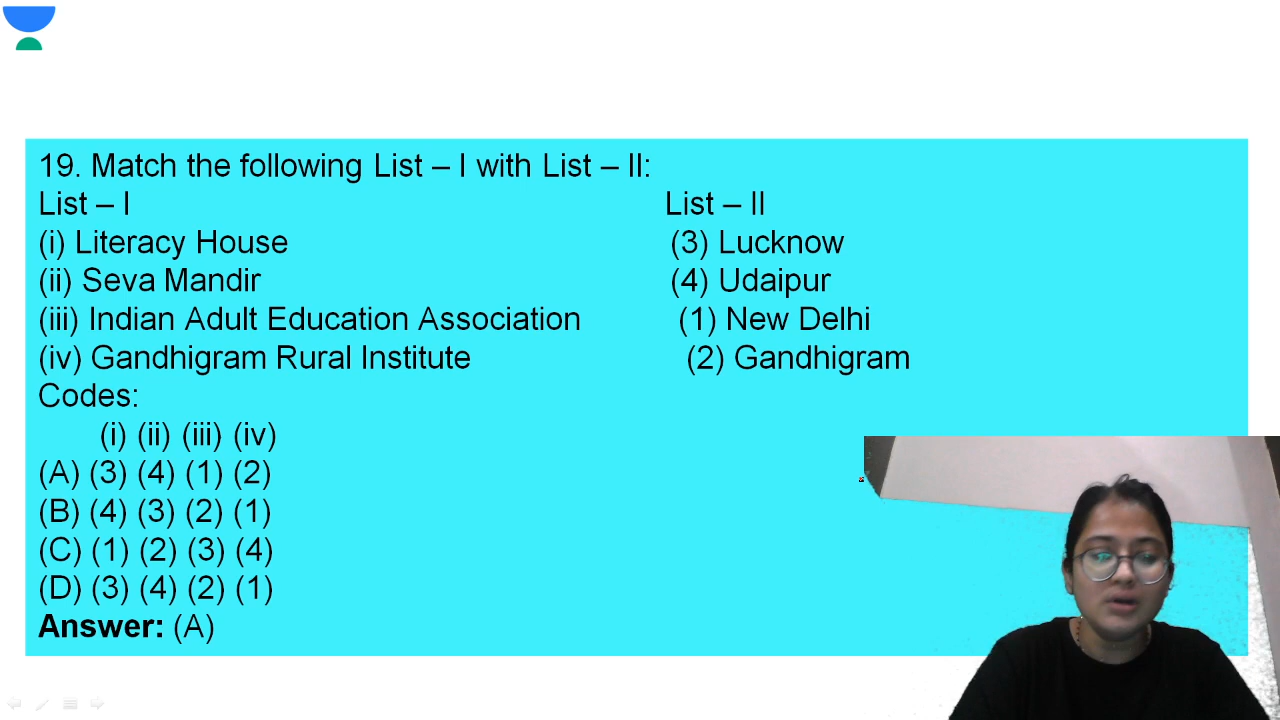 19. Match the following List – I with List – II:
List – I List – II
(i) Literacy House (3) Lucknow
(ii) Seva Mandir (4) Udaipur
(iii) Indian Adult Education Association (1) New Delhi
(iv) Gandhigram Rural Institute (2) Gandhigram
Codes:
(i) (ii) (iii) (iv)
(A) (3) (4) (1) (2)
(B) (4) (3) (2) (1)
(C) (1) (2) (3) (4)
(D) (3) (4) (2) (1)
Answer: (A)